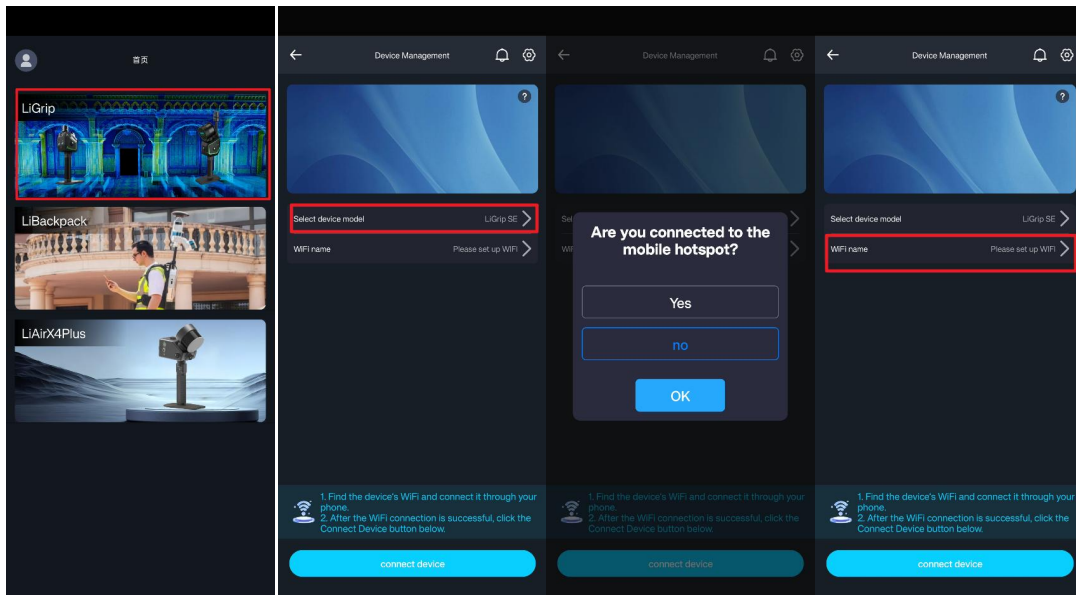 首页
LiGrip
LiBackpack
LiAirX4Plus
Device Management
?
Select device model
LiGrip SE
WiFi name
Please set up WIFI
1. Find the device's WiFi and connect it through your
phone.
2. After the WiFi connection is successful, click the
Connect Device button below.
connect device
Device Management
Sel
WiF
Are you connected to the
mobile hotspot?
Yes
no
OK
1. Find the device's WiFi and connect it through your
phone.
2. After the WiFi connection is successful, click the
Connect Device button below.
connect device
Device Management
?
Select device model
LiGrip SE
WiFi name
Please set up WIFI
1. Find the device's WiFi and connect it through your
phone.
2. After the WiFi connection is successful, click the
Connect Device button below.
connect device